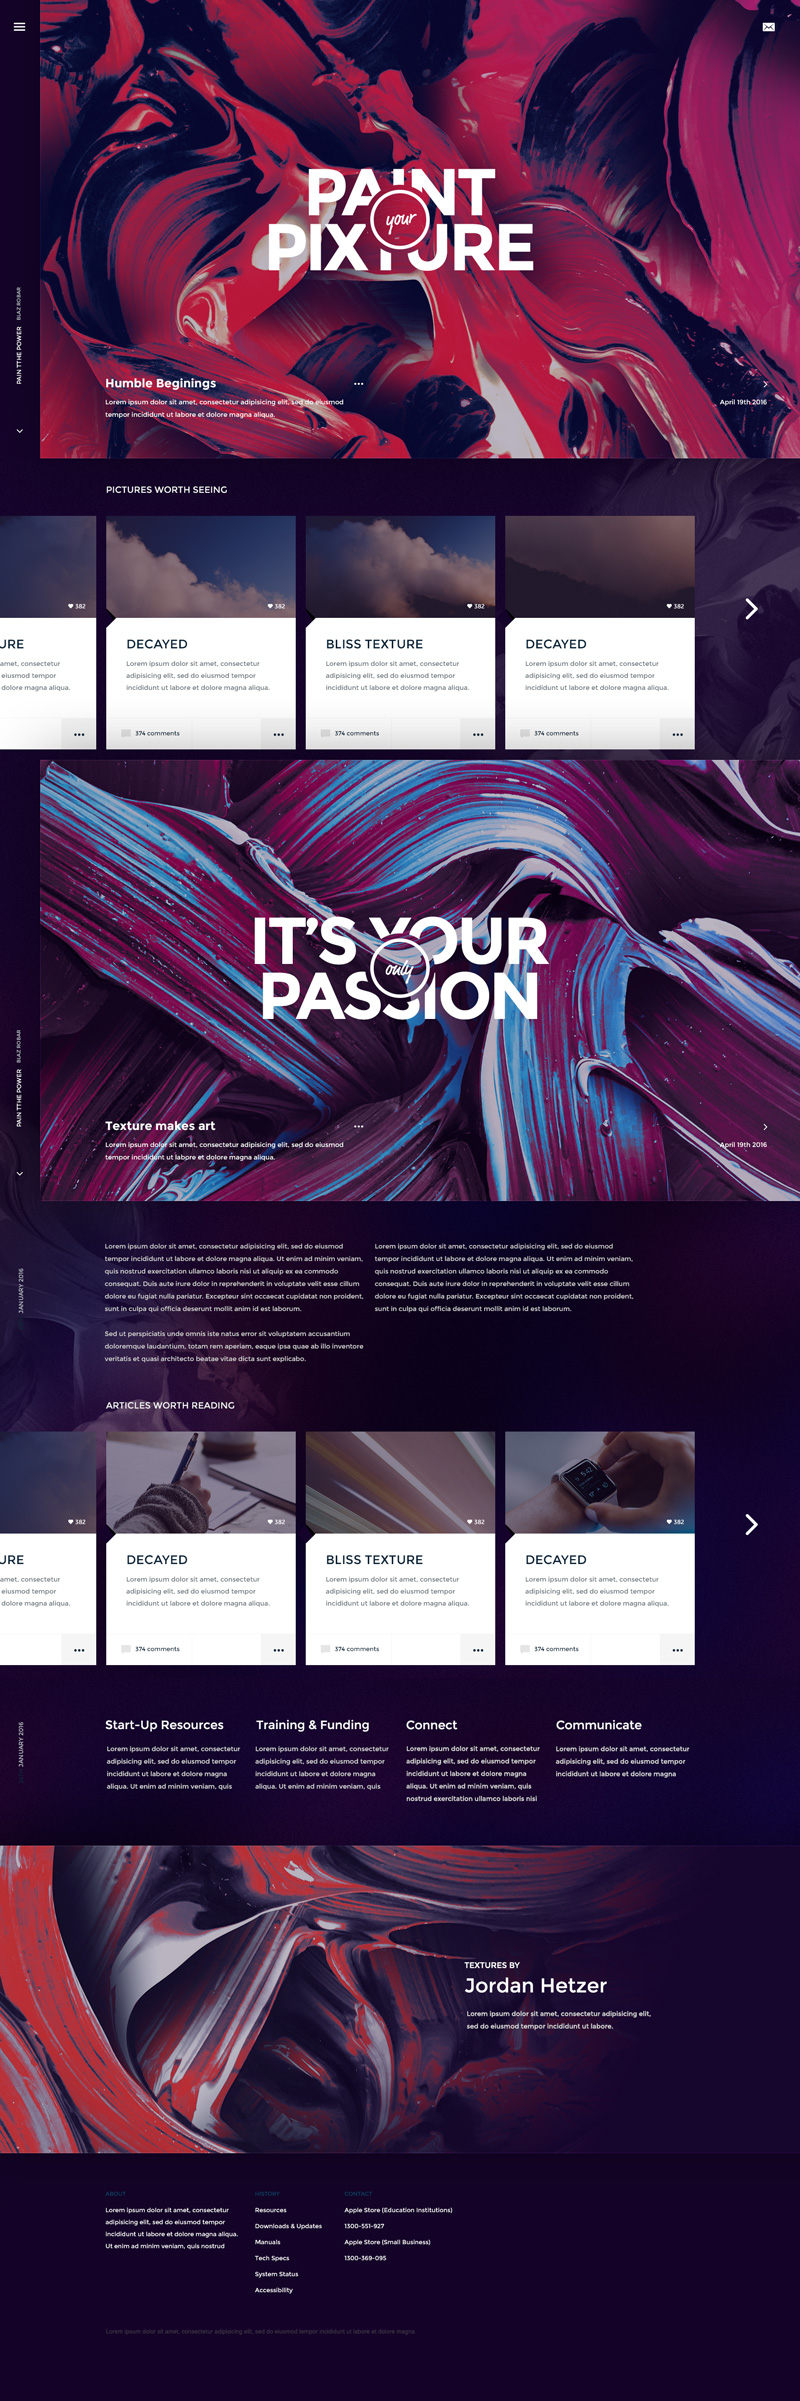 PAINT
your
PIXTURE
PAIN TTHE POWER BLAZ ROBAR
Humble Beginings
Lorem ipsum dolor sit amet, consectetur adipisicing elit, sed do eiusmod
tempor incididunt ut labore et dolore magna aliqua.
April 19th 2016
PICTURES WORTH SEEING
382
URE
amet, consectetur
eiusmod tempor
dolore magna aliqua.
382
DECAYED
Lorem ipsum dolor sit amet, consectetur
adipisicing elit, sed do eiusmod tempor
incididunt ut labore et dolore magna aliqua.
374 comments
382
BLISS TEXTURE
Lorem ipsum dolor sit amet, consectetur
adipisicing elit, sed do eiusmod tempor
incididunt ut labore et dolore magna aliqua.
374 comments
382
DECAYED
Lorem ipsum dolor sit amet, consectetur
adipisicing elit, sed do eiusmod tempor
incididunt ut labore et dolore magna aliqua.
374 comments
IT'S YOUR
only
PASSION
PAIN TTHE POWER BLAZ ROBAR
Texture makes art
Lorem ipsum dolor sit amet, consectetur adipisicing elit, sed do eiusmod
tempor incididunt ut labore et dolore magna aliqua.
April 19th 2016
JANUARY 2016
Lorem ipsum dolor sit amet, consectetur adipisicing elit, sed do eiusmod
tempor incididunt ut labore et dolore magna aliqua. Ut enim ad minim veniam,
quis nostrud exercitation ullamco laboris nisi ut aliquip ex ea commodo
consequat. Duis aute irure dolor in reprehenderit in voluptate velit esse cillum
dolore eu fugiat nulla pariatur. Excepteur sint occaecat cupidatat non proident,
sunt in culpa qui officia deserunt mollit anim id est laborum.
Sed ut perspiciatis unde omnis iste natus error sit voluptatem accusantium
doloremque laudantium, totam rem aperiam, eaque ipsa quae ab illo inventore
veritatis et quasi architecto beatae vitae dicta sunt explicabo.
Lorem ipsum dolor sit amet, consectetur adipisicing elit, sed do eiusmod
tempor incididunt ut labore et dolore magna aliqua. Ut enim ad minim veniam,
quis nostrud exercitation ullamco laboris nisi ut aliquip ex ea commodo
consequat. Duis aute irure dolor in reprehenderit in voluptate velit esse cillum
dolore eu fugiat nulla pariatur. Excepteur sint occaecat cupidatat non proident,
sunt in culpa qui officia deserunt mollit anim id est laborum.
ARTICLES WORTH READING
382
URE
amet, consectetur
eiusmod tempor
dolore magna aliqua.
382
DECAYED
Lorem ipsum dolor sit amet, consectetur
adipisicing elit, sed do eiusmod tempor
incididunt ut labore et dolore magna aliqua.
374 comments
382
BLISS TEXTURE
Lorem ipsum dolor sit amet, consectetur
adipisicing elit, sed do eiusmod tempor
incididunt ut labore et dolore magna aliqua.
374 comments
5:42
382
DECAYED
Lorem ipsum dolor sit amet, consectetur
adipisicing elit, sed do eiusmod tempor
incididunt ut labore et dolore magna aliqua.
374 comments
JANUARY 2016
Start-Up Resources
Lorem ipsum dolor sit amet, consectetur
adipisicing elit, sed do eiusmod tempor
incididunt ut labore et dolore magna
aliqua. Ut enim ad minim veniam, quis
Training & Funding
Lorem ipsum dolor sit amet, consectetur
adipisicing elit, sed do eiusmod tempor
incididunt ut labore et dolore magna
aliqua. Ut enim ad minim veniam, quis
Connect
Lorem ipsum dolor sit amet, consectetur
adipisicing elit, sed do eiusmod tempor
incididunt ut labore et dolore magna
aliqua. Ut enim ad minim veniam, quis
nostrud exercitation ullamco laboris nisi
Communicate
Lorem ipsum dolor sit amet, consectetur
adipisicing elit, sed do eiusmod tempor
incididunt ut labore et dolore magna
TEXTURES BY
Jordan Hetzer
Lorem ipsum dolor sit amet, consectetur adipisicing elit,
sed do eiusmod tempor incididunt ut labore.
ABOUT
Lorem ipsum dolor sit amet, consectetur
adipisicing elit, sed do eiusmod tempor
incididunt ut labore et dolore magna aliqua.
Ut enim ad minim veniam, quis nostrud
HISTORY
Resources
Downloads & Updates
Manuals
Tech Specs
System Status
Accessibility
CONTACT
Apple Store (Education Institutions)
1300-551-927
Apple Store (Small Business)
1300-369-095
Lorem ipsum dolor sit amet, consectetur adipisicing elit, sed do eiusmod tempor incididunt ut labore et dolore magna